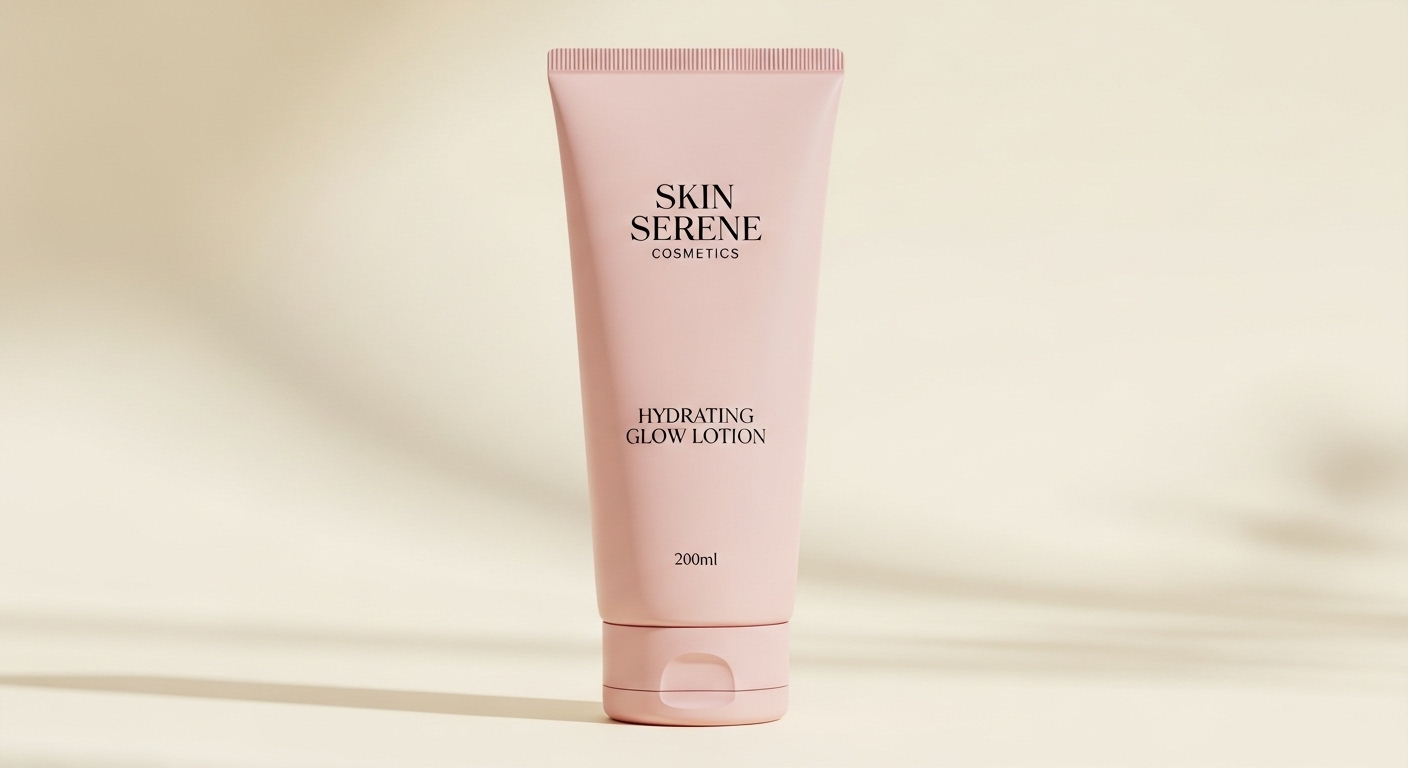 SKIN
SERENE
COSMETICS
HYDRATING
GLOW LOTION
200ml